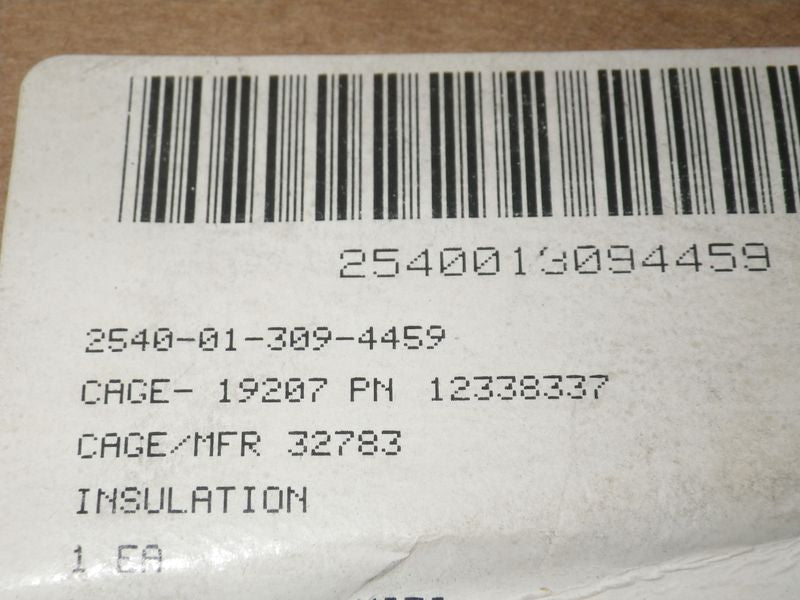 2540013094459
2540-01-309-4459
CAGE- 19207 PN 12338337
CAGE/MFR 32783
INSULATION
1 EA